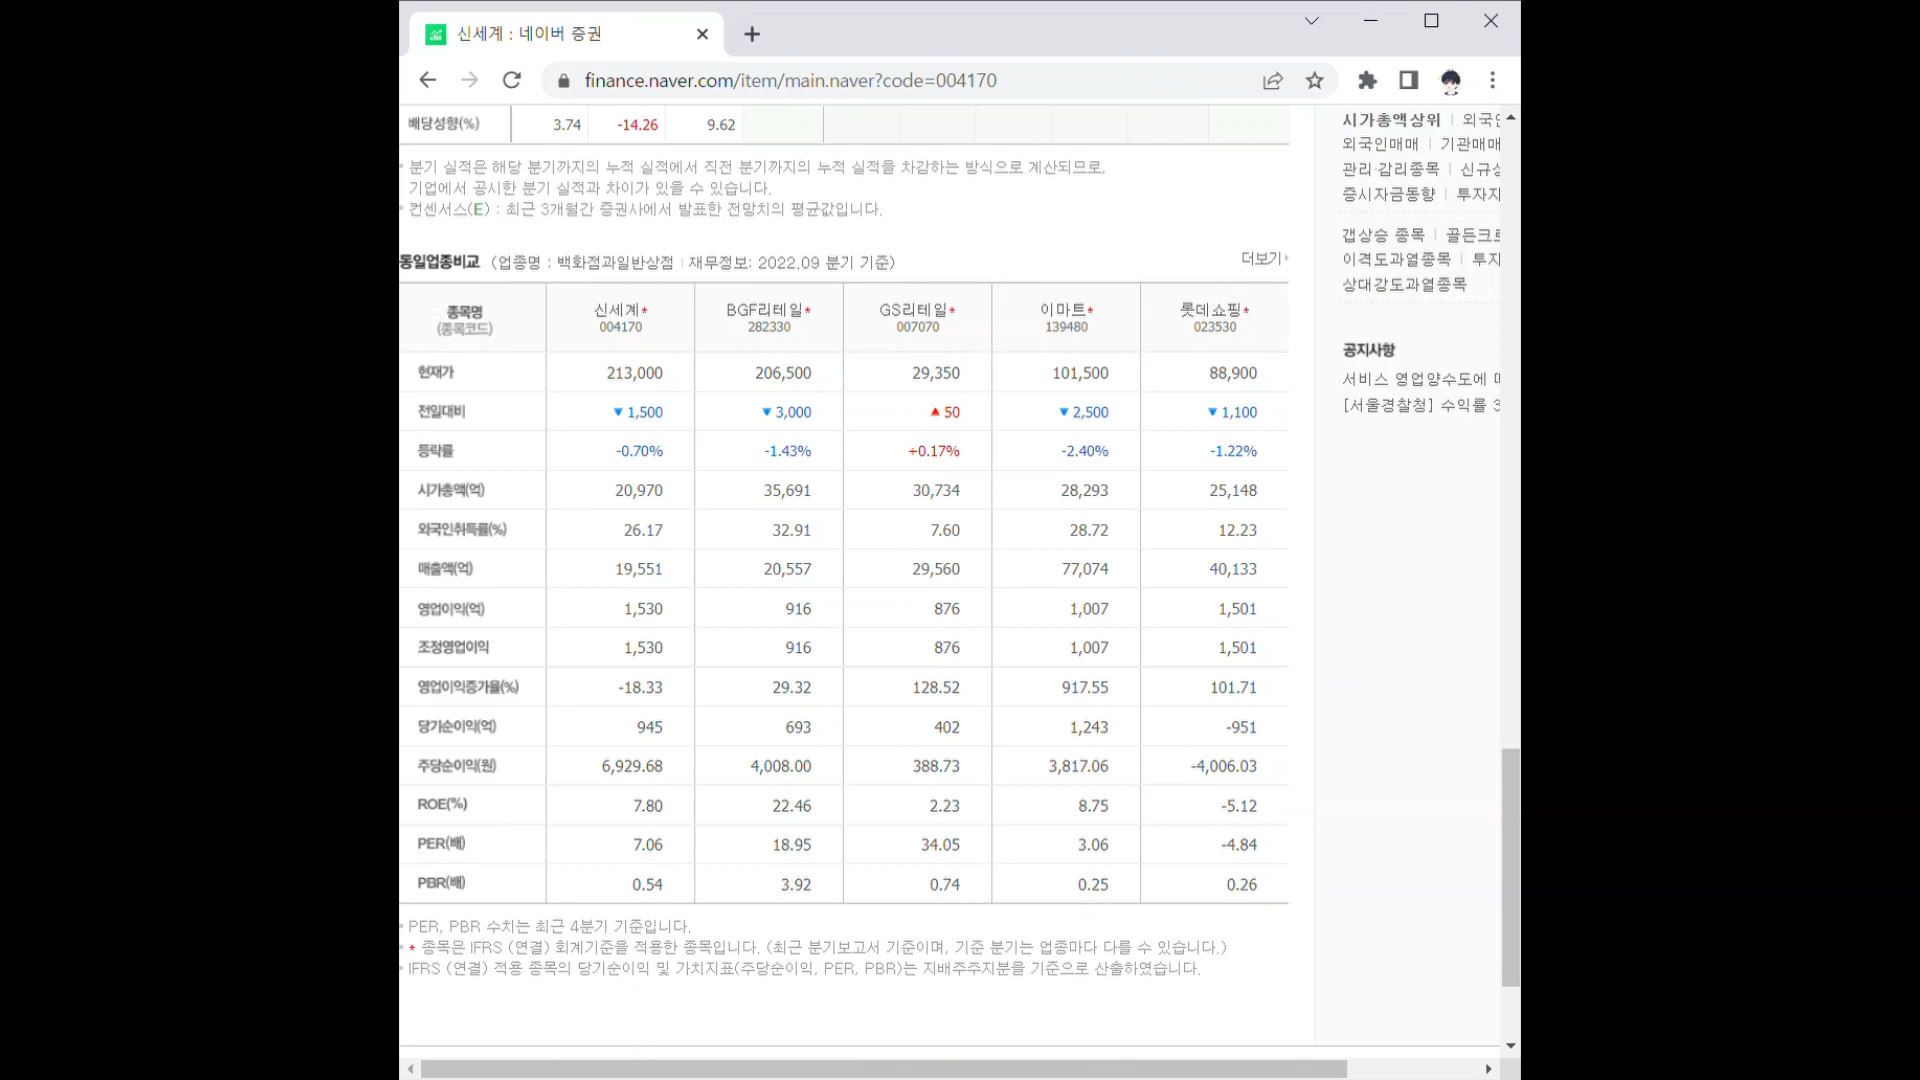 신세계 : 네이버 증권
finance.naver.com/item/main.naver?code=004170
배당성향(%) 3.74 -14.26 9.62
분기 실적은 해당 분기까지의 누적 실적에서 직전 분기까지의 누적 실적을 차감하는 방식으로 계산되므로,
기업에서 공시한 분기 실적과 차이가 있을 수 있습니다.
컨센서스(E) : 최근 3개월간 증권사에서 발표한 전망치의 평균값입니다.
동일업종비교 (업종명 : 백화점과일반상점 | 재무정보: 2022.09 분기 기준) 더보기
종목명 신세계* BGF리테일* GS리테일* 이마트* 롯데쇼핑*
(종목코드) 004170 282330 007070 139480 023530
현재가 213,000 206,500 29,350 101,500 88,900
전일대비 ▼1,500 ▼3,000 ▲50 ▼2,500 ▼1,100
등락률 -0.70% -1.43% +0.17% -2.40% -1.22%
시가총액(억) 20,970 35,691 30,734 28,293 25,148
외국인취득률(%) 26.17 32.91 7.60 28.72 12.23
매출액(억) 19,551 20,557 29,560 77,074 40,133
영업이익(억) 1,530 916 876 1,007 1,501
조정영업이익 1,530 916 876 1,007 1,501
영업이익증가율(%) -18.33 29.32 128.52 917.55 101.71
당기순이익(억) 945 693 402 1,243 -951
주당순이익(원) 6,929.68 4,008.00 388.73 3,817.06 -4,006.03
ROE(%) 7.80 22.46 2.23 8.75 -5.12
PER(배) 7.06 18.95 34.05 3.06 -4.84
PBR(배) 0.54 3.92 0.74 0.25 0.26
PER, PBR 수치는 최근 4분기 기준입니다.
* 종목은 IFRS (연결) 회계기준을 적용한 종목입니다. (최근 분기보고서 기준이며, 기준 분기는 업종마다 다를 수 있습니다.)
IFRS (연결) 적용 종목의 당기순이익 및 가치지표(주당순이익, PER, PBR)는 지배주주지분을 기준으로 산출하였습니다.
시가총액상위 | 외국
외국인매매 | 기관매매
관리·감리종목 | 신규
증시자금동향 | 투자
갭상승 종목 | 골든크
이격도과열종목 | 투자
상대강도과열종목
공지사항
서비스 영업양수도에
[서울경찰청] 수익률